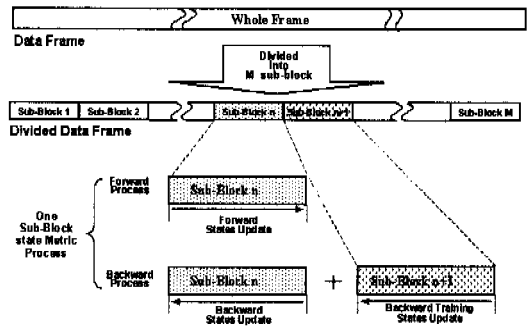 Whole Frame
Data Frame
Divided
Into
M sub-block
Sub-Block 1
Sub-Block 2
Sub-Block n
Sub-Block n+1
Sub-Block M
Divided Data Frame
One
Sub-Block
state Metric
Process
Forward
Process
Sub-Block n
Forward
States Update
Backward
Process
Sub-Block n
+
Sub-Block n+1
Backward
States Update
Backward Training
States Update